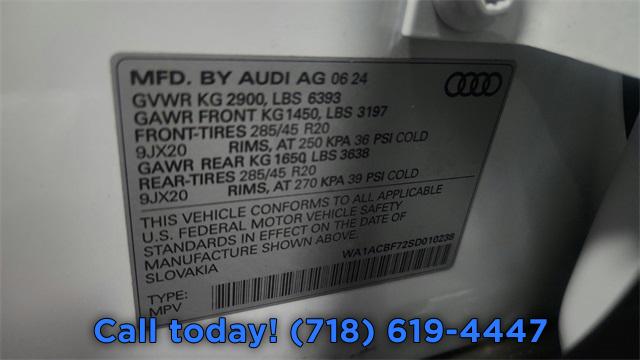 MFD. BY AUDI AG 06 24
GVWR KG 2900, LBS 6393
GAWR FRONT KG 1450, LBS 3197
FRONT-TIRES 285/45 R20
9JX20 RIMS, AT 250 KPA 36 PSI COLD
GAWR REAR KG 1650, LBS 3638
REAR-TIRES 285/45 R20
9JX20 RIMS, AT 270 KPA 39 PSI COLD
THIS VEHICLE CONFORMS TO ALL APPLICABLE
U.S. FEDERAL MOTOR VEHICLE SAFETY
STANDARDS IN EFFECT ON THE DATE OF
MANUFACTURE SHOWN ABOVE.
SLOVAKIA
WA1ACBF72SD010238
TYPE:
MPV
Call today! (718) 619-4447